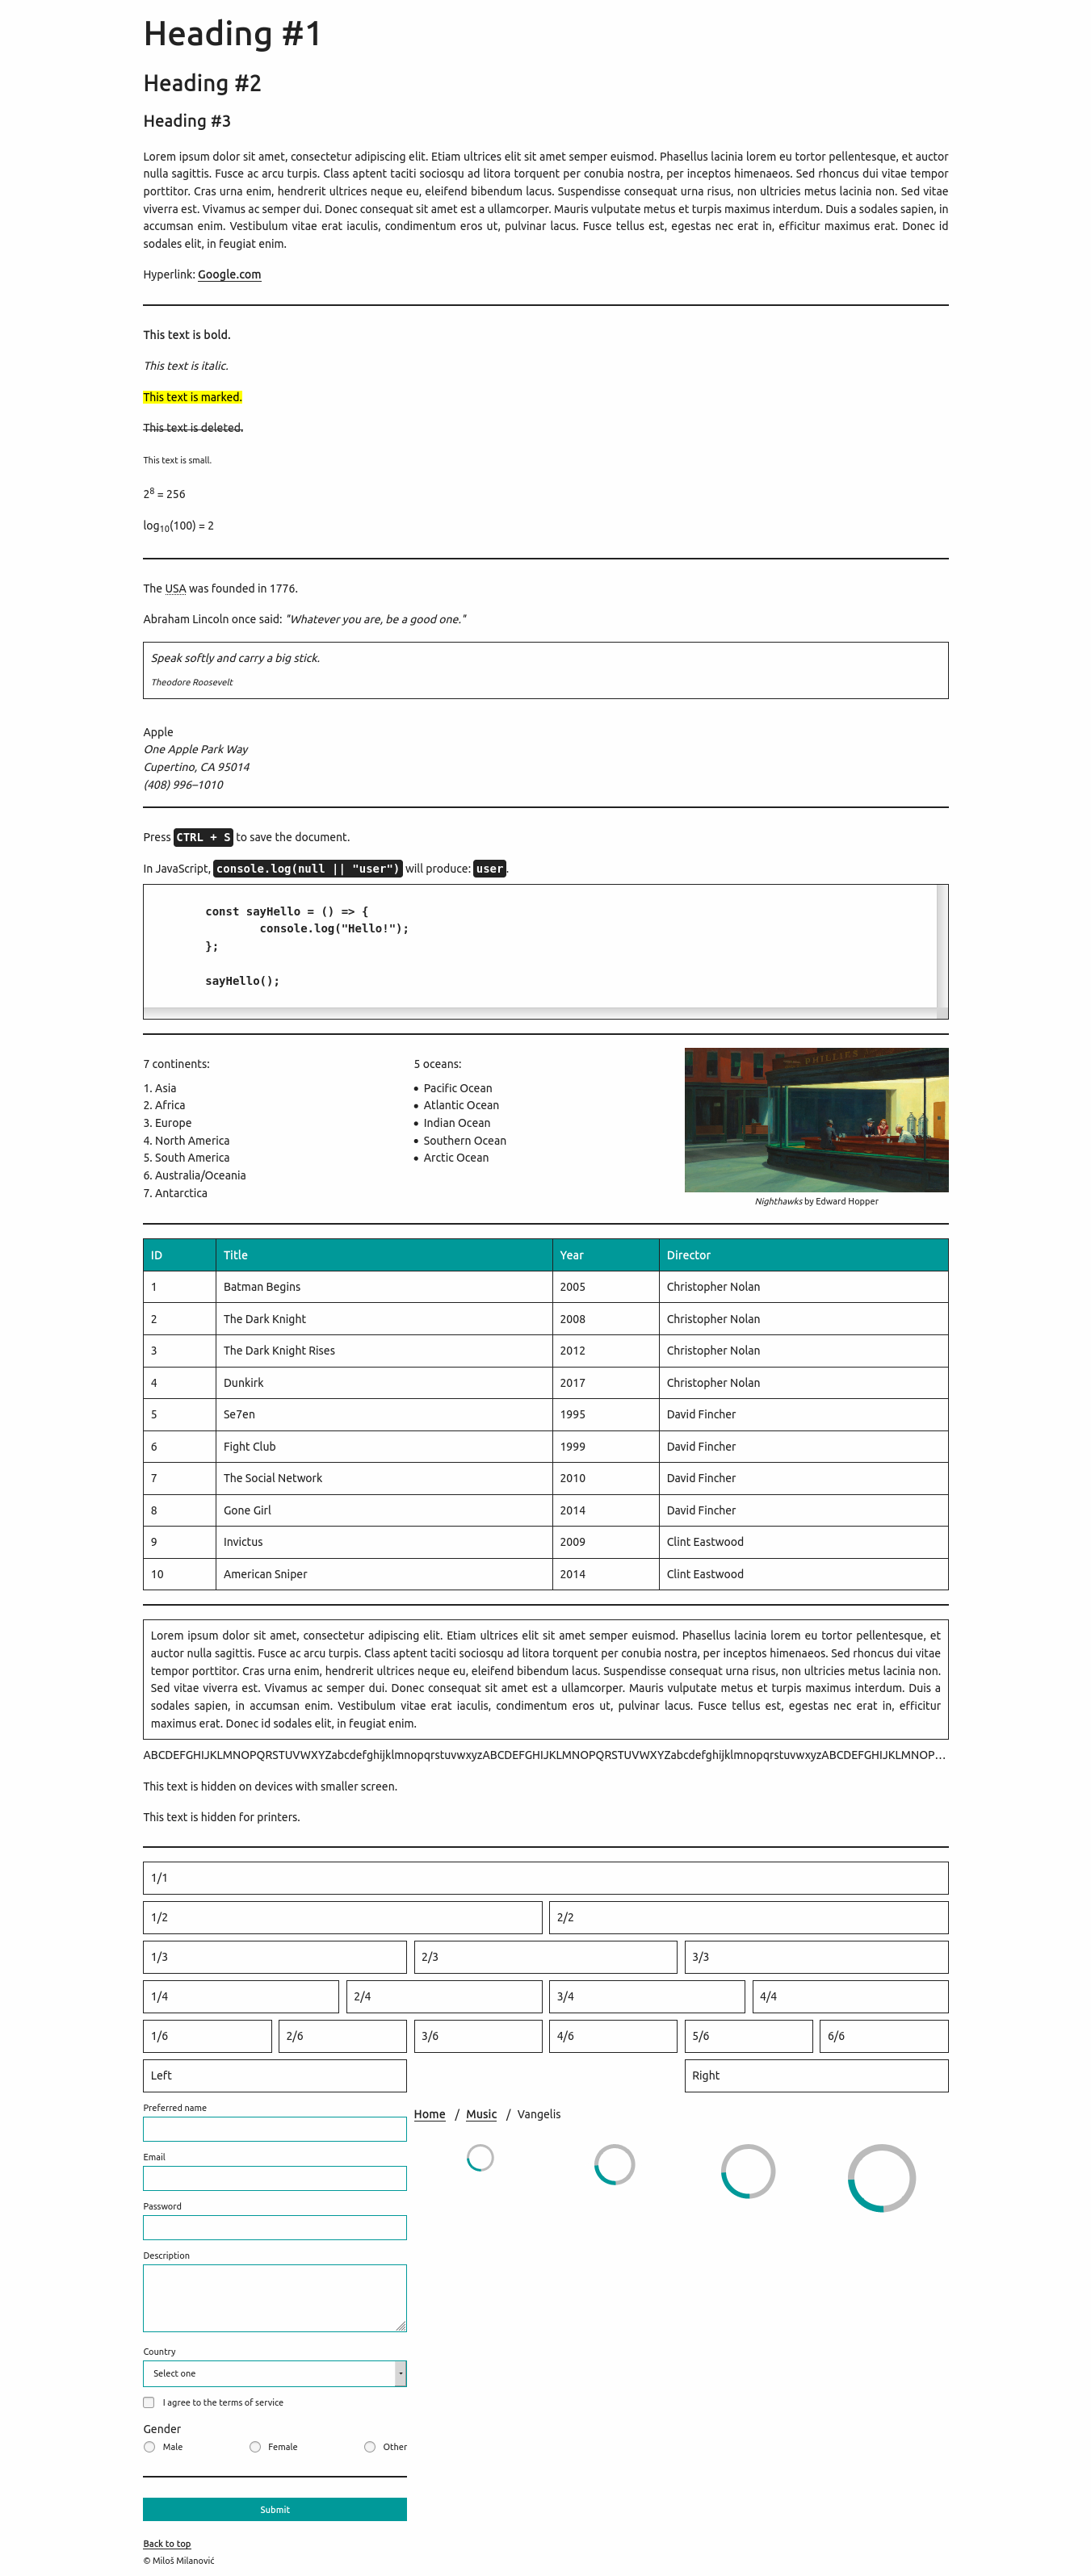 Heading #1
Heading #2
Heading #3
Lorem ipsum dolor sit amet, consectetur adipiscing elit. Etiam ultrices elit sit amet semper euismod. Phasellus lacinia lorem eu tortor pellentesque, et auctor
nulla sagittis. Fusce ac arcu turpis. Class aptent taciti sociosqu ad litora torquent per conubia nostra, per inceptos himenaeos. Sed rhoncus dui vitae tempor
porttitor. Cras urna enim, hendrerit ultrices neque eu, eleifend bibendum lacus. Suspendisse consequat urna risus, non ultricies metus lacinia non. Sed vitae
viverra est. Vivamus ac semper dui. Donec consequat sit amet est a ullamcorper. Mauris vulputate metus et turpis maximus interdum. Duis a sodales sapien, in
accumsan enim. Vestibulum vitae erat iaculis, condimentum eros ut, pulvinar lacus. Fusce tellus est, egestas nec erat in, efficitur maximus erat. Donec id
sodales elit, in feugiat enim.
Hyperlink: Google.com
This text is bold.
This text is italic.
This text is marked.
This text is deleted.
This text is small.
2⁸ = 256
log₁₀(100) = 2
The USA was founded in 1776.
Abraham Lincoln once said: "Whatever you are, be a good one."
Speak softly and carry a big stick.
Theodore Roosevelt
Apple
One Apple Park Way
Cupertino, CA 95014
(408) 996–1010
Press CTRL + S to save the document.
In JavaScript, console.log(null || "user") will produce: user.
const sayHello = () => {
console.log("Hello!");
};
sayHello();
7 continents:
1. Asia
2. Africa
3. Europe
4. North America
5. South America
6. Australia/Oceania
7. Antarctica
5 oceans:
• Pacific Ocean
• Atlantic Ocean
• Indian Ocean
• Southern Ocean
• Arctic Ocean
PHILLIES
Nighthawks by Edward Hopper
ID Title Year Director
1 Batman Begins 2005 Christopher Nolan
2 The Dark Knight 2008 Christopher Nolan
3 The Dark Knight Rises 2012 Christopher Nolan
4 Dunkirk 2017 Christopher Nolan
5 Se7en 1995 David Fincher
6 Fight Club 1999 David Fincher
7 The Social Network 2010 David Fincher
8 Gone Girl 2014 David Fincher
9 Invictus 2009 Clint Eastwood
10 American Sniper 2014 Clint Eastwood
Lorem ipsum dolor sit amet, consectetur adipiscing elit. Etiam ultrices elit sit amet semper euismod. Phasellus lacinia lorem eu tortor pellentesque, et
auctor nulla sagittis. Fusce ac arcu turpis. Class aptent taciti sociosqu ad litora torquent per conubia nostra, per inceptos himenaeos. Sed rhoncus dui vitae
tempor porttitor. Cras urna enim, hendrerit ultrices neque eu, eleifend bibendum lacus. Suspendisse consequat urna risus, non ultricies metus lacinia non.
Sed vitae viverra est. Vivamus ac semper dui. Donec consequat sit amet est a ullamcorper. Mauris vulputate metus et turpis maximus interdum. Duis a
sodales sapien, in accumsan enim. Vestibulum vitae erat iaculis, condimentum eros ut, pulvinar lacus. Fusce tellus est, egestas nec erat in, efficitur
maximus erat. Donec id sodales elit, in feugiat enim.
ABCDEFGHIJKLMNOPQRSTUVWXYZabcdefghijklmnopqrstuvwxyzABCDEFGHIJKLMNOPQRSTUVWXYZabcdefghijklmnopqrstuvwxyzABCDEFGHIJKLMNOP…
This text is hidden on devices with smaller screen.
This text is hidden for printers.
1/1
1/2 2/2
1/3 2/3 3/3
1/4 2/4 3/4 4/4
1/6 2/6 3/6 4/6 5/6 6/6
Left Right
Preferred name
Email
Password
Description
Country
Select one
I agree to the terms of service
Gender
Male Female Other
Submit
Home / Music / Vangelis
Back to top
© Miloš Milanović